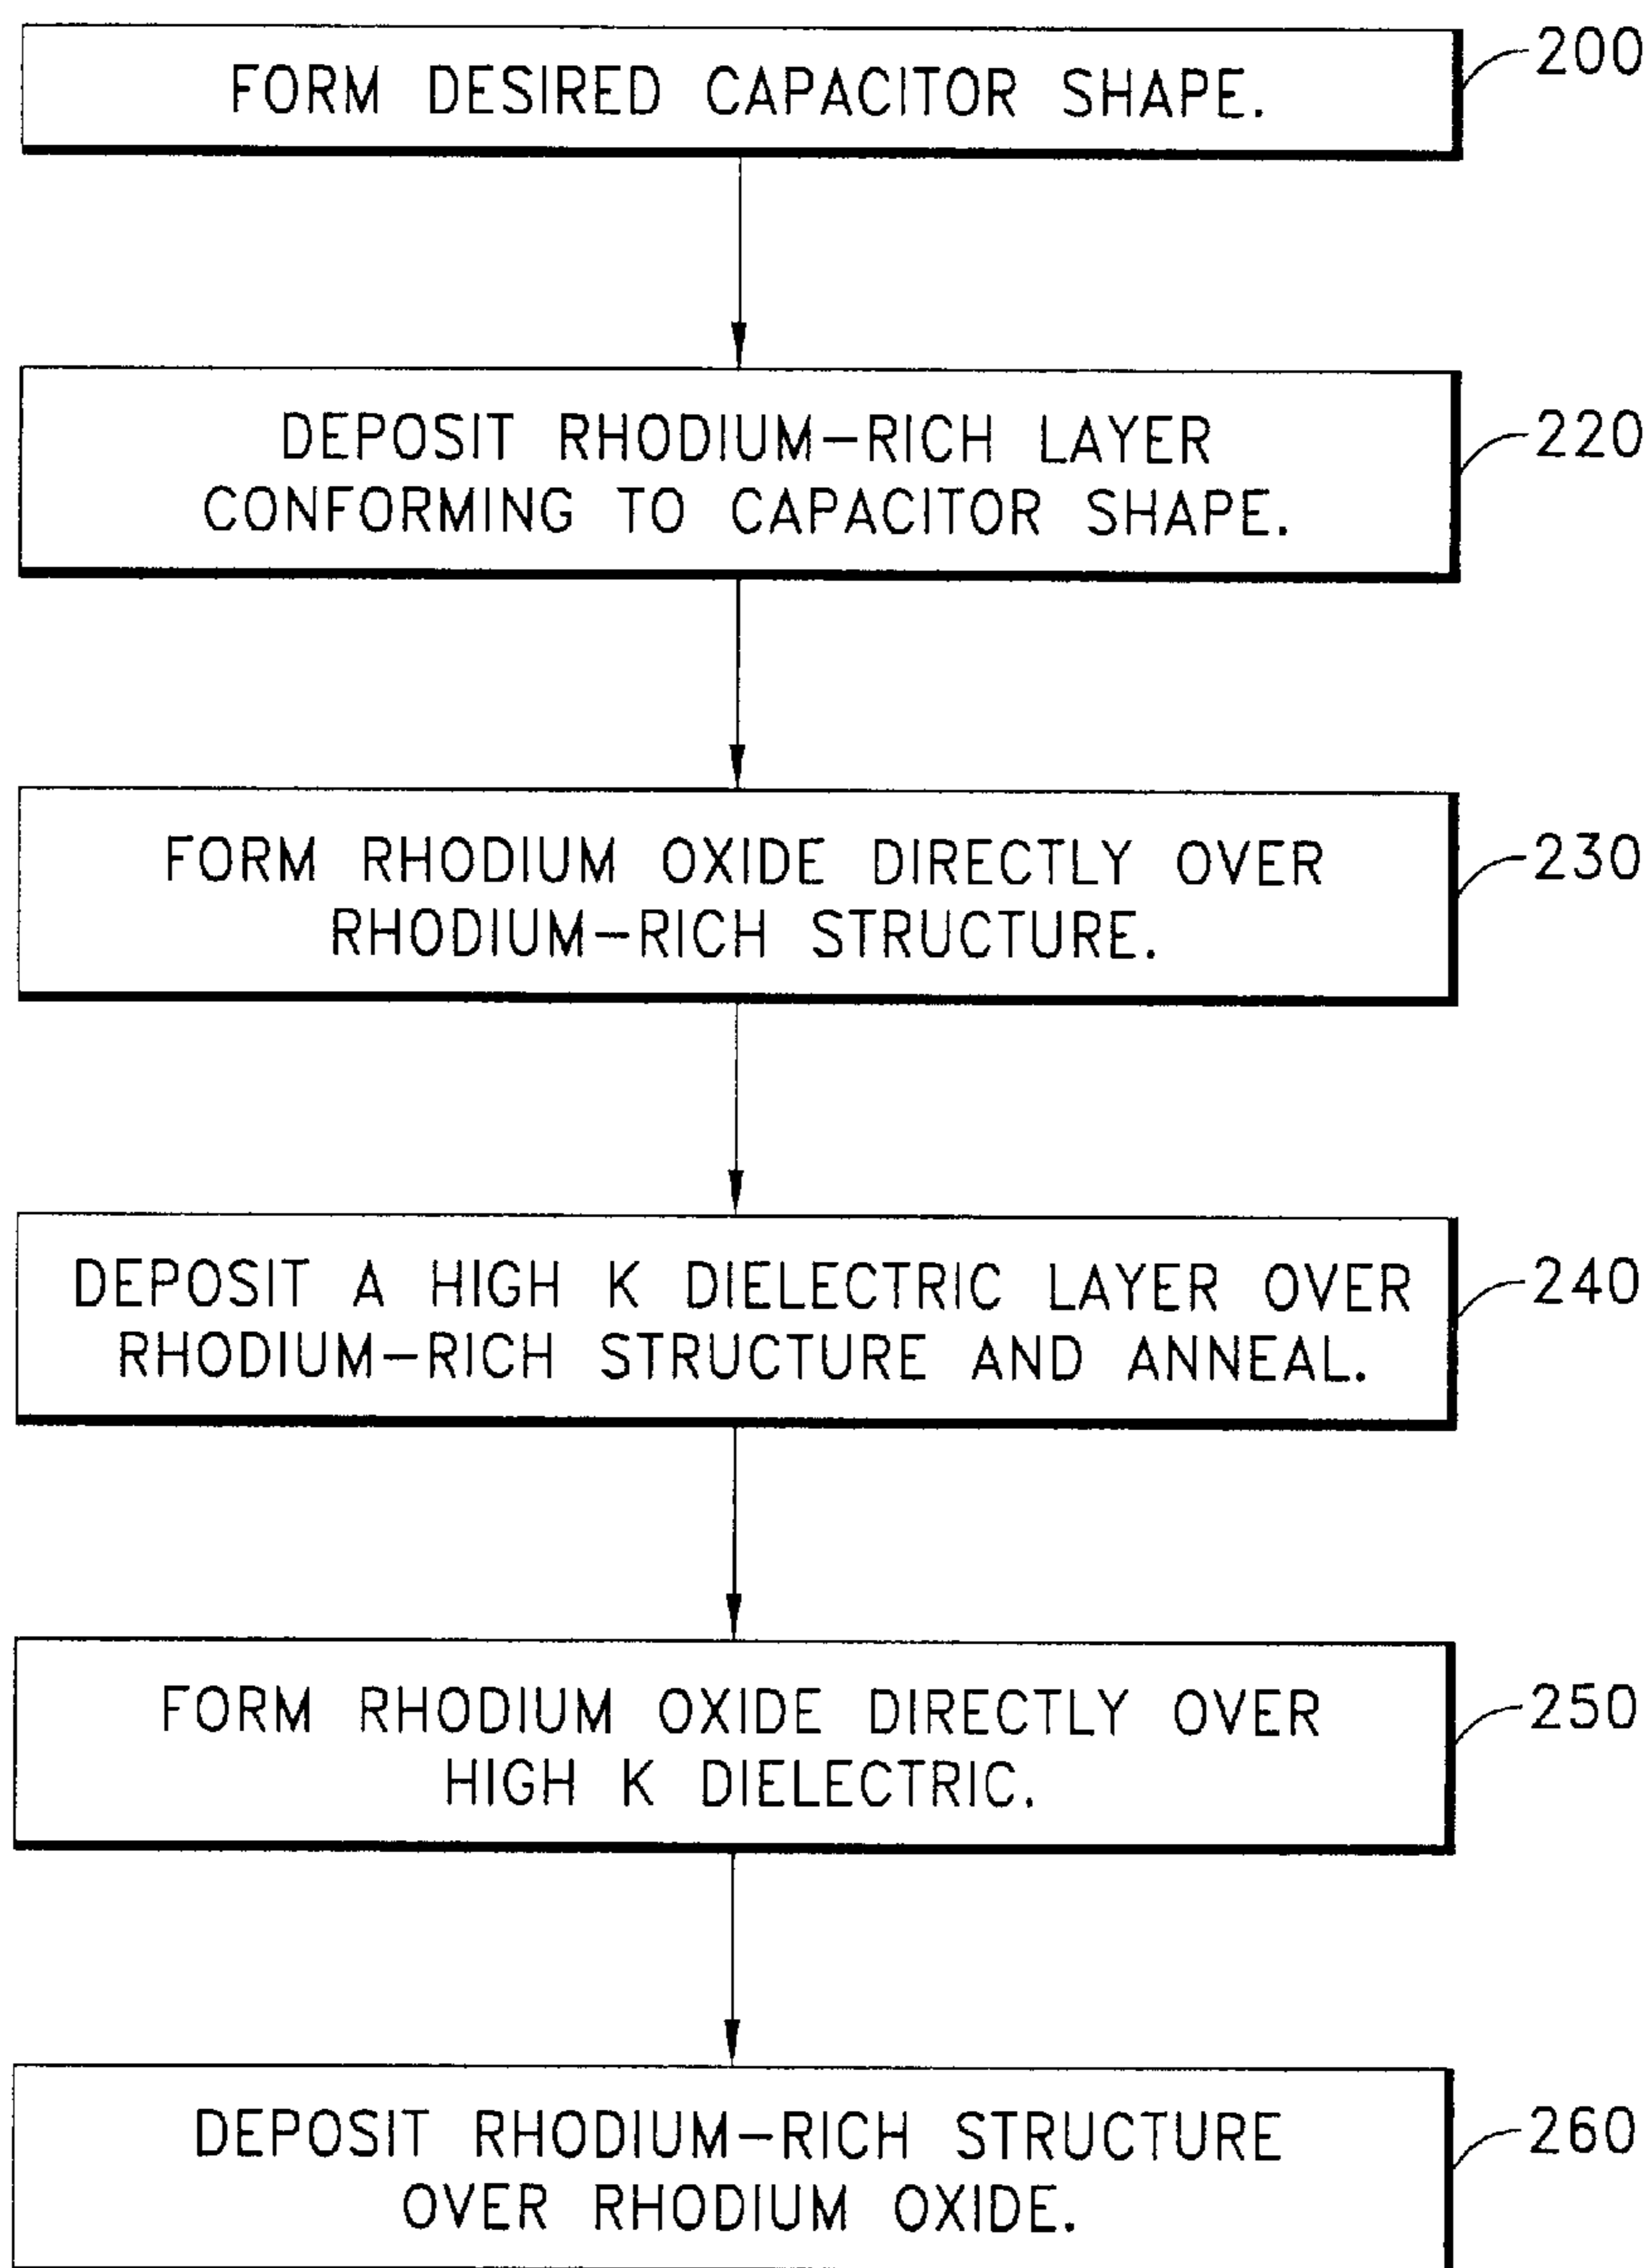 FORM DESIRED CAPACITOR SHAPE.
200
DEPOSIT RHODIUM-RICH LAYER
CONFORMING TO CAPACITOR SHAPE.
220
FORM RHODIUM OXIDE DIRECTLY OVER
RHODIUM-RICH STRUCTURE.
230
DEPOSIT A HIGH K DIELECTRIC LAYER OVER
RHODIUM-RICH STRUCTURE AND ANNEAL.
240
FORM RHODIUM OXIDE DIRECTLY OVER
HIGH K DIELECTRIC.
250
DEPOSIT RHODIUM-RICH STRUCTURE
OVER RHODIUM OXIDE.
260